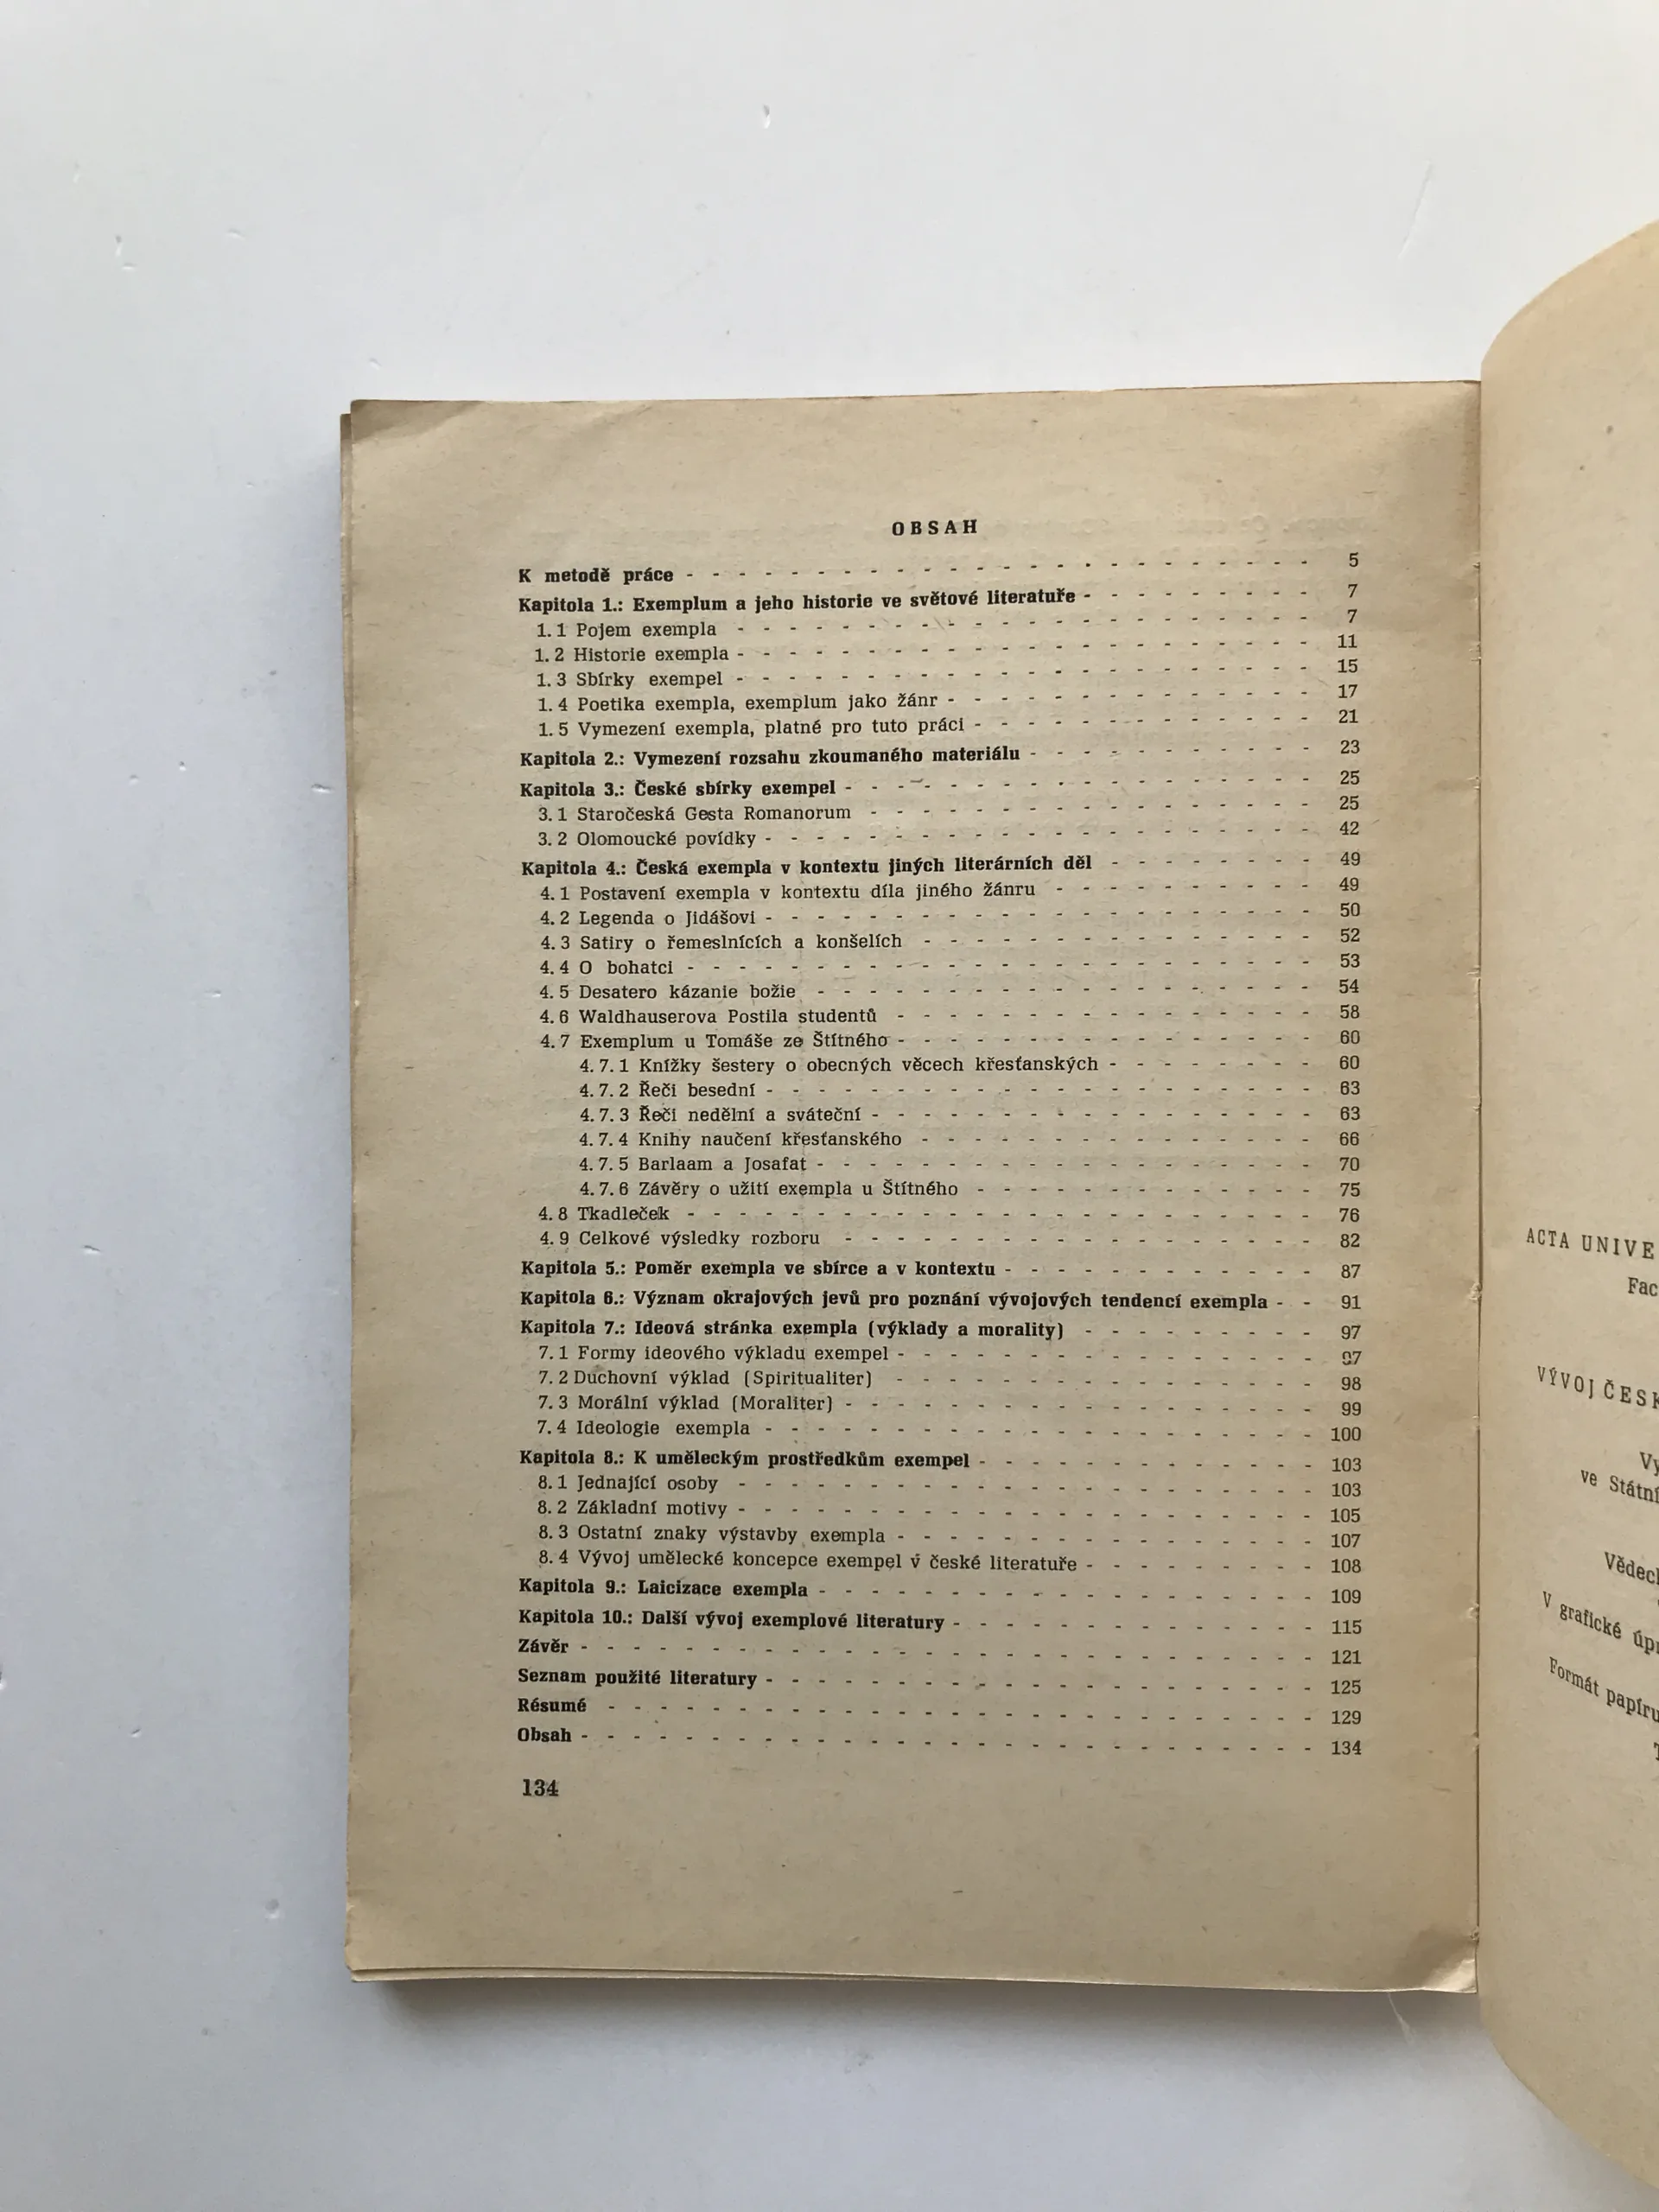 OBSAH
K metodě práce - - - - - - - - - - - - - - - - - - - - - - - - 5
Kapitola 1.: Exemplum a jeho historie ve světové literatuře - - - - - - - - - 7
1.1 Pojem exempla - - - - - - - - - - - - - - - - - - - - - - 7
1.2 Historie exempla - - - - - - - - - - - - - - - - - - - - - - 11
1.3 Sbírky exempel - - - - - - - - - - - - - - - - - - - - - - 15
1.4 Poetika exempla, exemplum jako žánr - - - - - - - - - - - - - - 17
1.5 Vymezení exempla, platné pro tuto práci - - - - - - - - - - - - - 21
Kapitola 2.: Vymezení rozsahu zkoumaného materiálu - - - - - - - - - - - 23
Kapitola 3.: České sbírky exempel - - - - - - - - - - - - - - - - - - 25
3.1 Staročeská Gesta Romanorum - - - - - - - - - - - - - - - - - 25
3.2 Olomoucké povídky - - - - - - - - - - - - - - - - - - - - - 42
Kapitola 4.: Česká exempla v kontextu jiných literárních děl - - - - - - - - 49
4.1 Postavení exempla v kontextu díla jiného žánru - - - - - - - - - - 49
4.2 Legenda o Jidášovi - - - - - - - - - - - - - - - - - - - - - 50
4.3 Satiry o řemeslnících a konšelích - - - - - - - - - - - - - - - 52
4.4 O bohatci - - - - - - - - - - - - - - - - - - - - - - - - 53
4.5 Desatero kázanie božie - - - - - - - - - - - - - - - - - - - 54
4.6 Waldhauserova Postila studentů - - - - - - - - - - - - - - - - 58
4.7 Exemplum u Tomáše ze Štítného - - - - - - - - - - - - - - - - 60
4.7.1 Knížky šestery o obecných věcech křesťanských - - - - - - - - 60
4.7.2 Řeči besední - - - - - - - - - - - - - - - - - - - - - 63
4.7.3 Řeči nedělní a sváteční - - - - - - - - - - - - - - - - - 63
4.7.4 Knihy naučení křesťanského - - - - - - - - - - - - - - - 66
4.7.5 Barlaam a Josafat - - - - - - - - - - - - - - - - - - - 70
4.7.6 Závěry o užití exempla u Štítného - - - - - - - - - - - - - 75
4.8 Tkadleček - - - - - - - - - - - - - - - - - - - - - - - - 76
4.9 Celkové výsledky rozboru - - - - - - - - - - - - - - - - - - 82
Kapitola 5.: Poměr exempla ve sbírce a v kontextu - - - - - - - - - - - - 87
Kapitola 6.: Význam okrajových jevů pro poznání vývojových tendencí exempla - - 91
Kapitola 7.: Ideová stránka exempla (výklady a morality) - - - - - - - - - 97
7.1 Formy ideového výkladu exempel - - - - - - - - - - - - - - - - 97
7.2 Duchovní výklad (Spiritualiter) - - - - - - - - - - - - - - - - 98
7.3 Morální výklad (Moraliter) - - - - - - - - - - - - - - - - - - 99
7.4 Ideologie exempla - - - - - - - - - - - - - - - - - - - - - 100
Kapitola 8.: K uměleckým prostředkům exempel - - - - - - - - - - - - - 103
8.1 Jednající osoby - - - - - - - - - - - - - - - - - - - - - - 103
8.2 Základní motivy - - - - - - - - - - - - - - - - - - - - - - 105
8.3 Ostatní znaky výstavby exempla - - - - - - - - - - - - - - - - 107
8.4 Vývoj umělecké koncepce exempel v české literatuře - - - - - - - - - 108
Kapitola 9.: Laicizace exempla - - - - - - - - - - - - - - - - - - - 109
Kapitola 10.: Další vývoj exemplové literatury - - - - - - - - - - - - - - 115
Závěr - - - - - - - - - - - - - - - - - - - - - - - - - - - - 121
Seznam použité literatury - - - - - - - - - - - - - - - - - - - - - 125
Résumé - - - - - - - - - - - - - - - - - - - - - - - - - - - 129
Obsah - - - - - - - - - - - - - - - - - - - - - - - - - - - - 134
134
ACTA UNIVE
Fac
VÝVOJ ČESK
Vy
ve Státní
Vědeck
V grafické úpr
Formát papíru